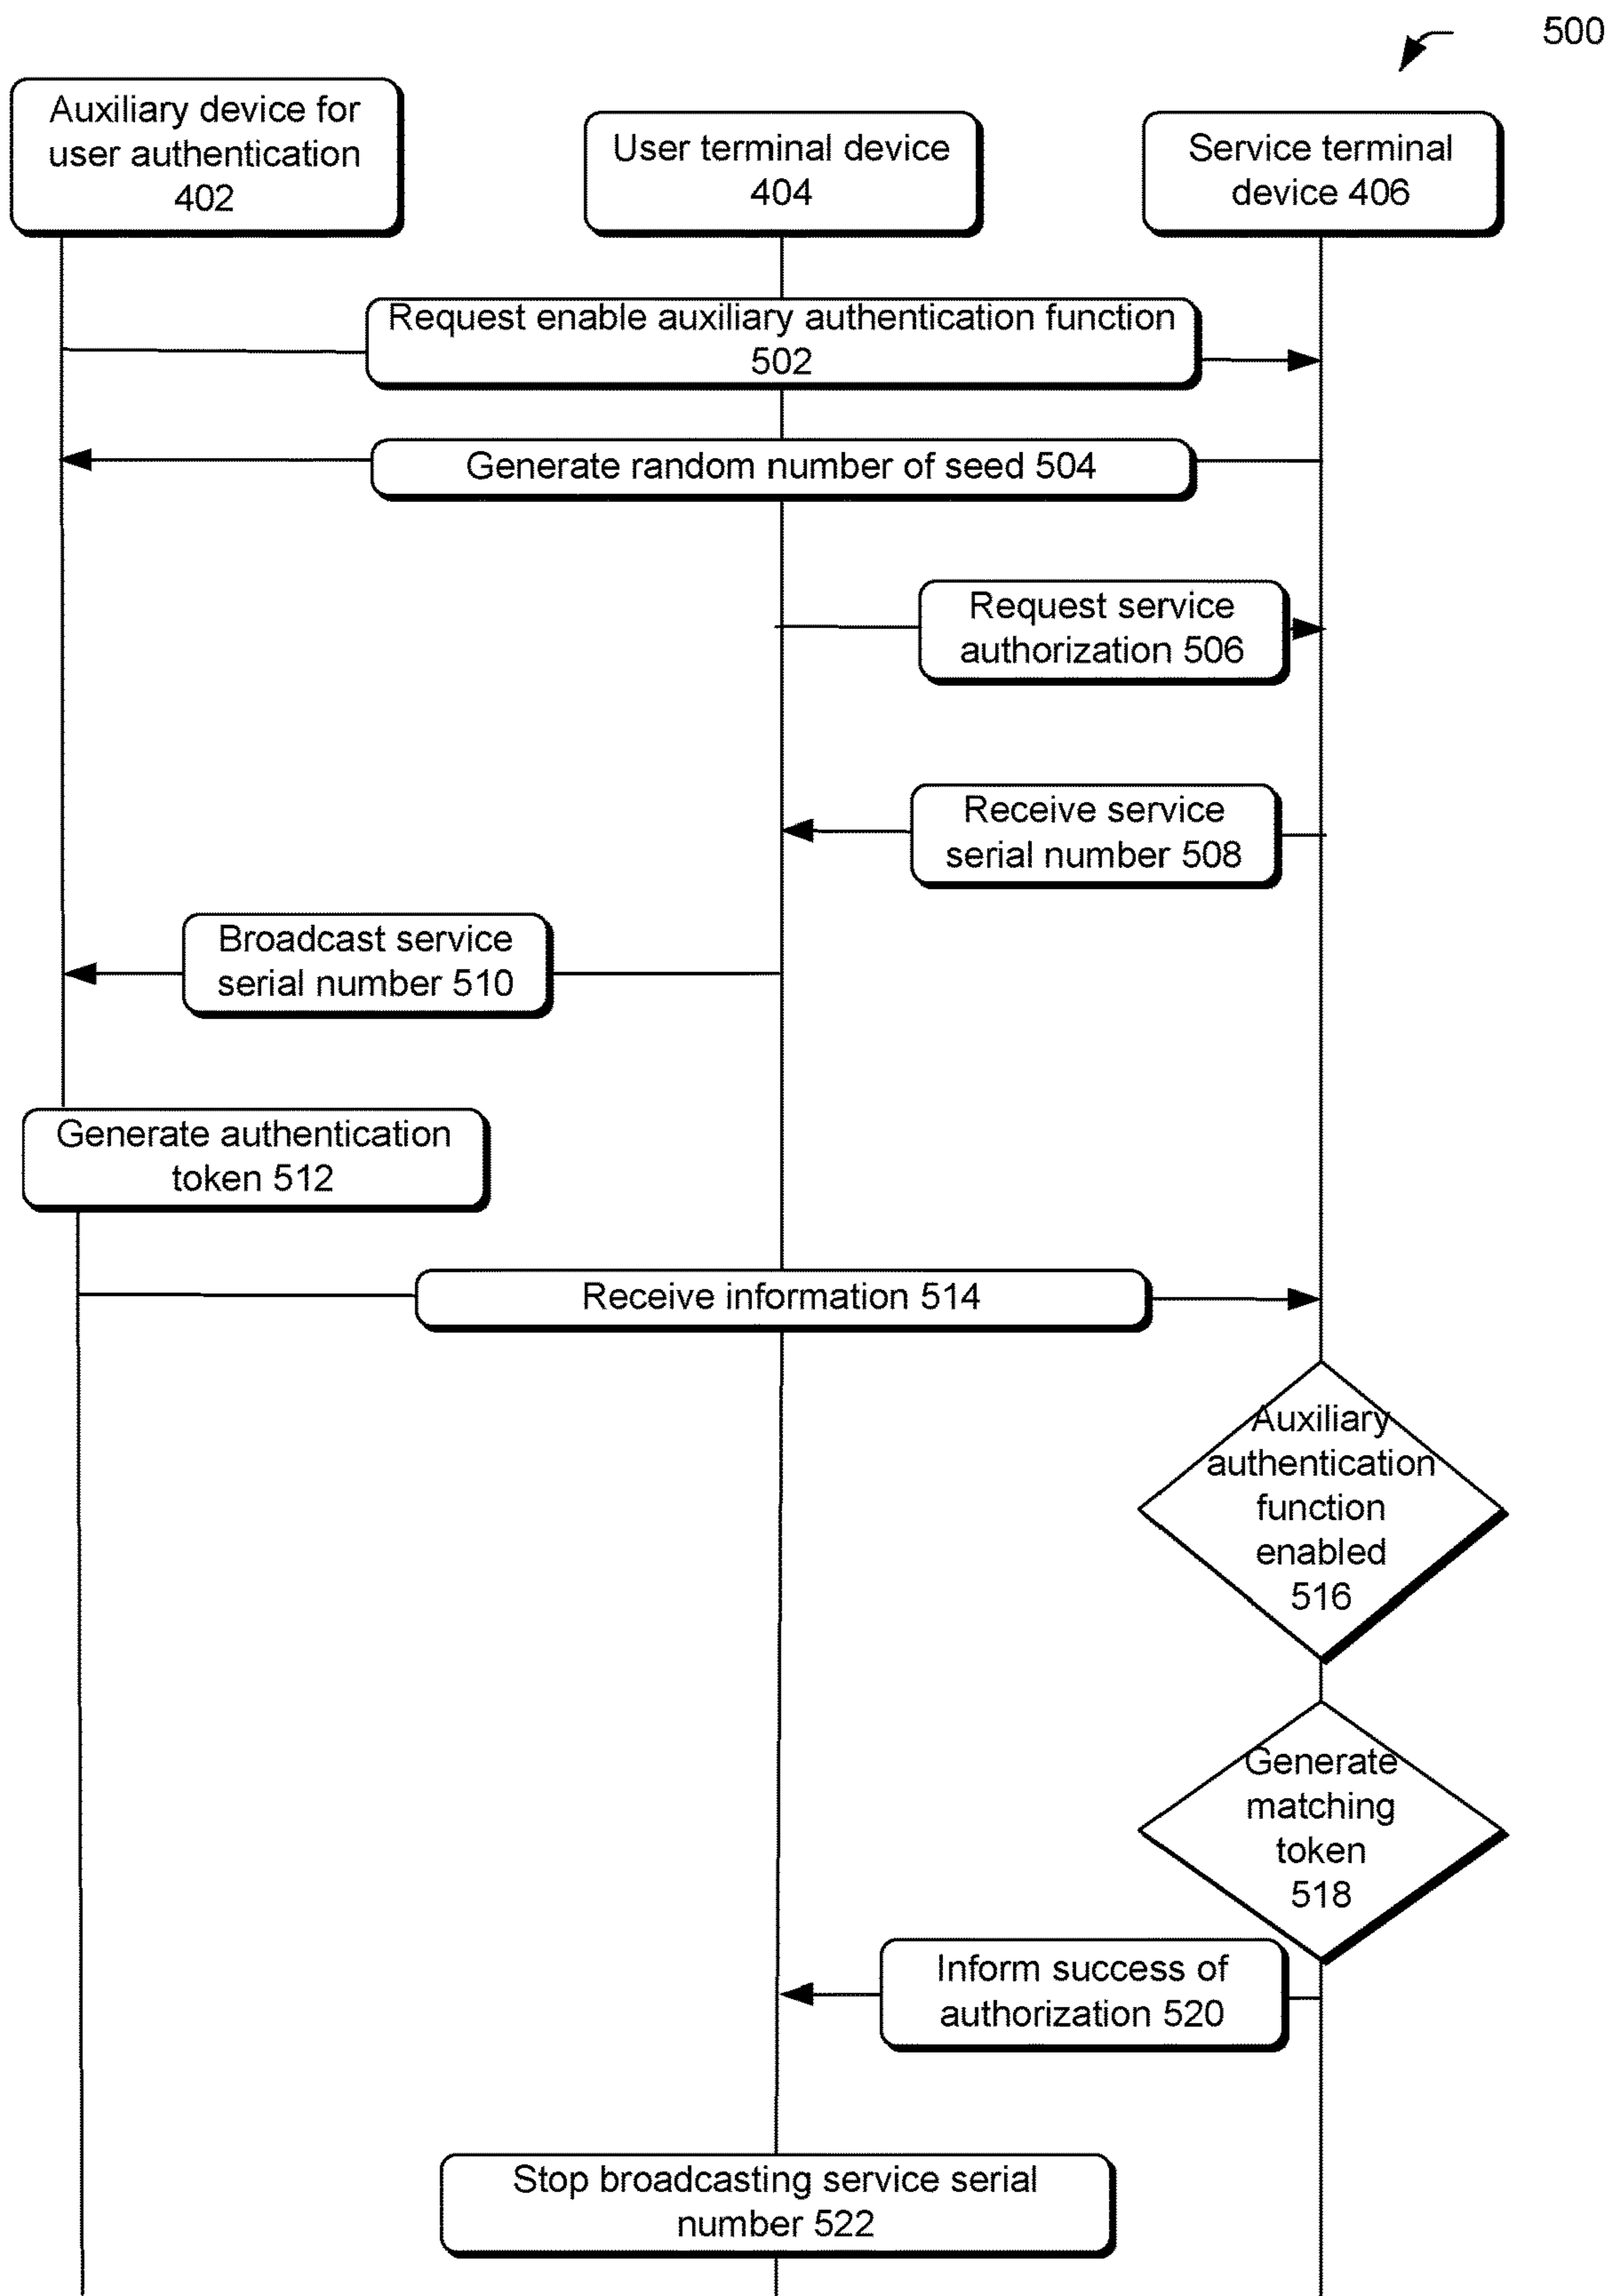 500
Auxiliary device for
user authentication
402
User terminal device
404
Service terminal
device 406
Request enable auxiliary authentication function
502
Generate random number of seed 504
Request service
authorization 506
Receive service
serial number 508
Broadcast service
serial number 510
Generate authentication
token 512
Receive information 514
Auxiliary
authentication
function
enabled
516
Generate
matching
token
518
Inform success of
authorization 520
Stop broadcasting service serial
number 522